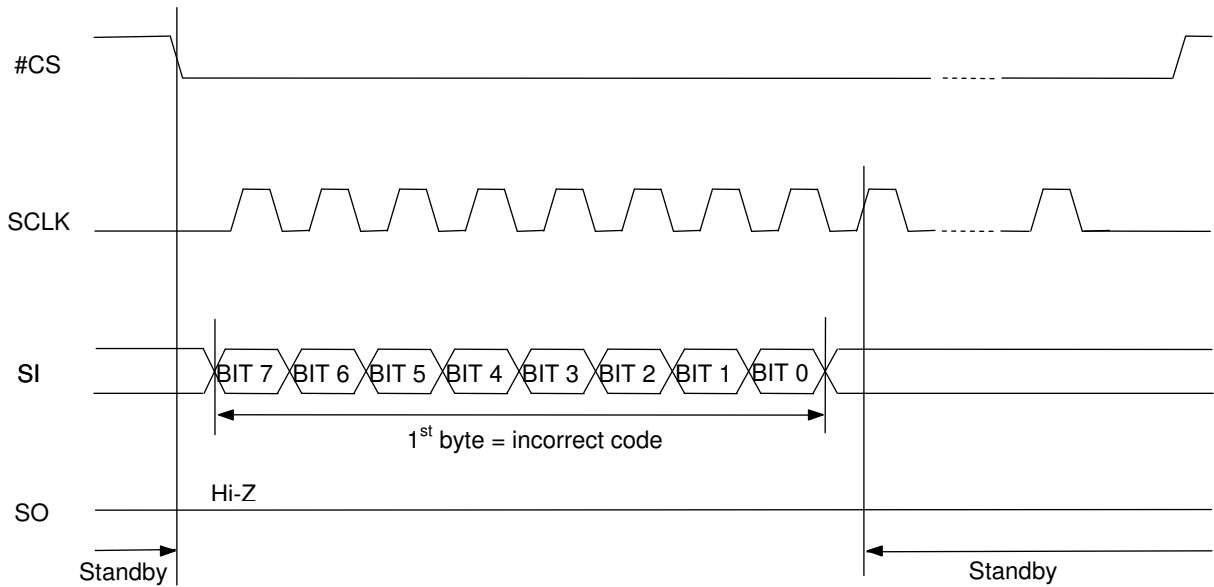 #CS
SCLK
SI
BIT 7 BIT 6 BIT 5 BIT 4 BIT 3 BIT 2 BIT 1 BIT 0
1st byte = incorrect code
Hi-Z
SO
Standby
Standby